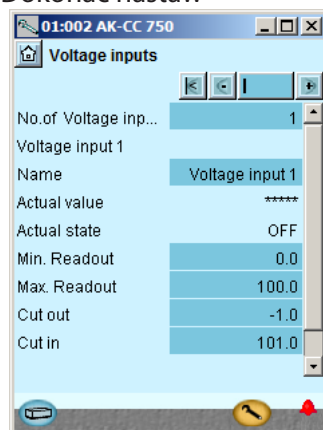 Dokonać nastaw
01:002 AK-CC 750
Voltage inputs
No.of Voltage inp... 1
Voltage input 1
Name Voltage input 1
Actual value *****
Actual state OFF
Min. Readout 0.0
Max. Readout 100.0
Cut out -1.0
Cut in 101.0